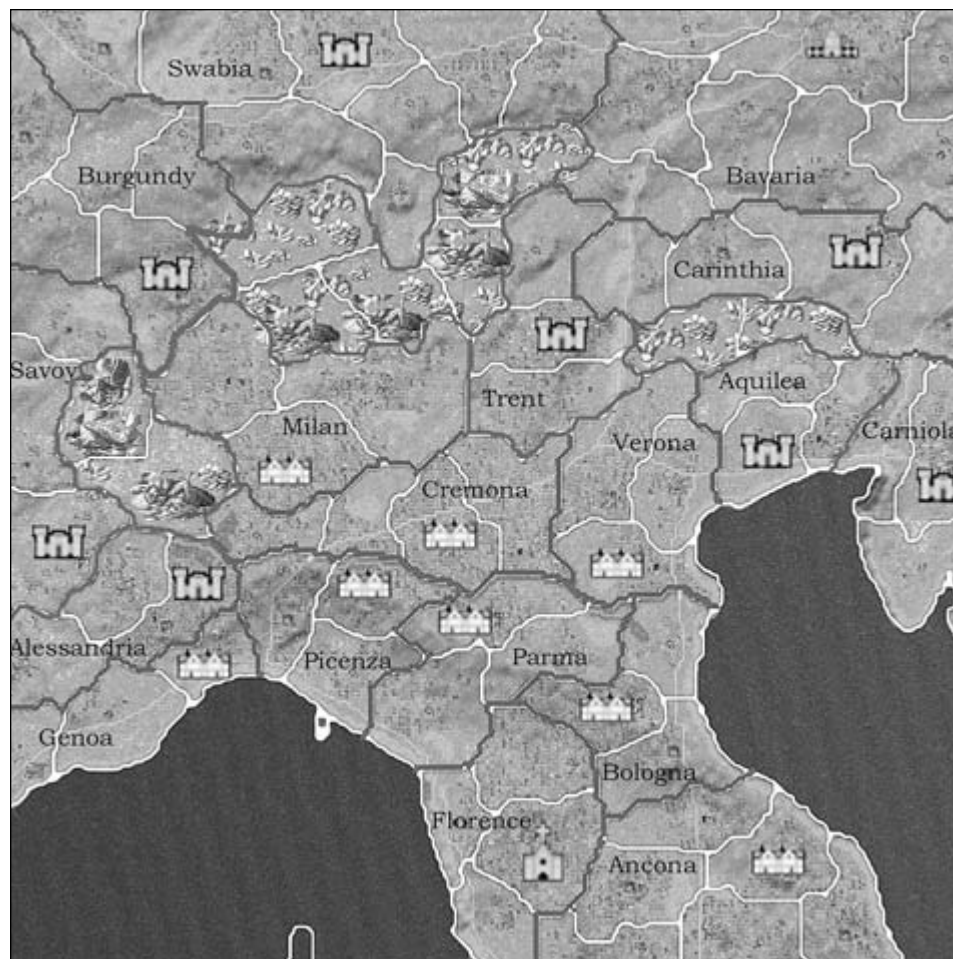 Swabia
Burgundy
Bavaria
Carinthia
Savoy
Trent
Aquilea
Milan
Verona
Carniola
Cremona
Alessandria
Picenza
Parma
Genoa
Bologna
Florence
Ancona